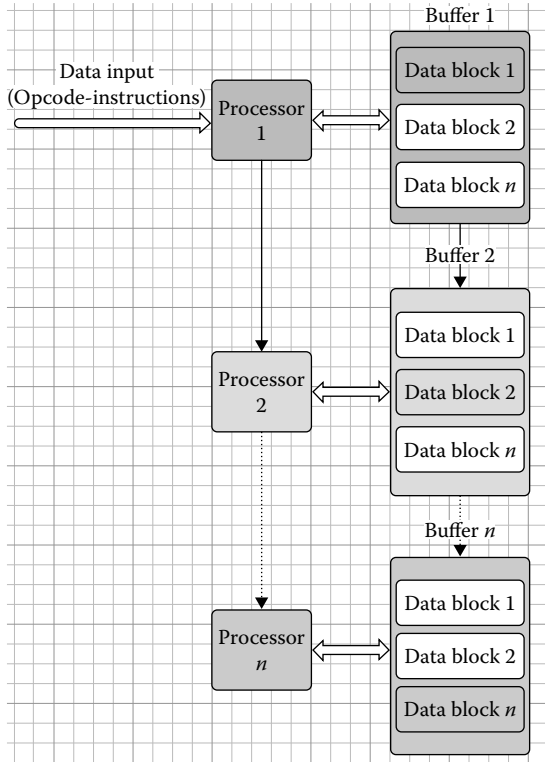 Buffer 1
Data input
(Opcode-instructions)
Processor
1
Data block 1
Data block 2
Data block n
Buffer 2
Processor
2
Data block 1
Data block 2
Data block n
Buffer n
Processor
n
Data block 1
Data block 2
Data block n